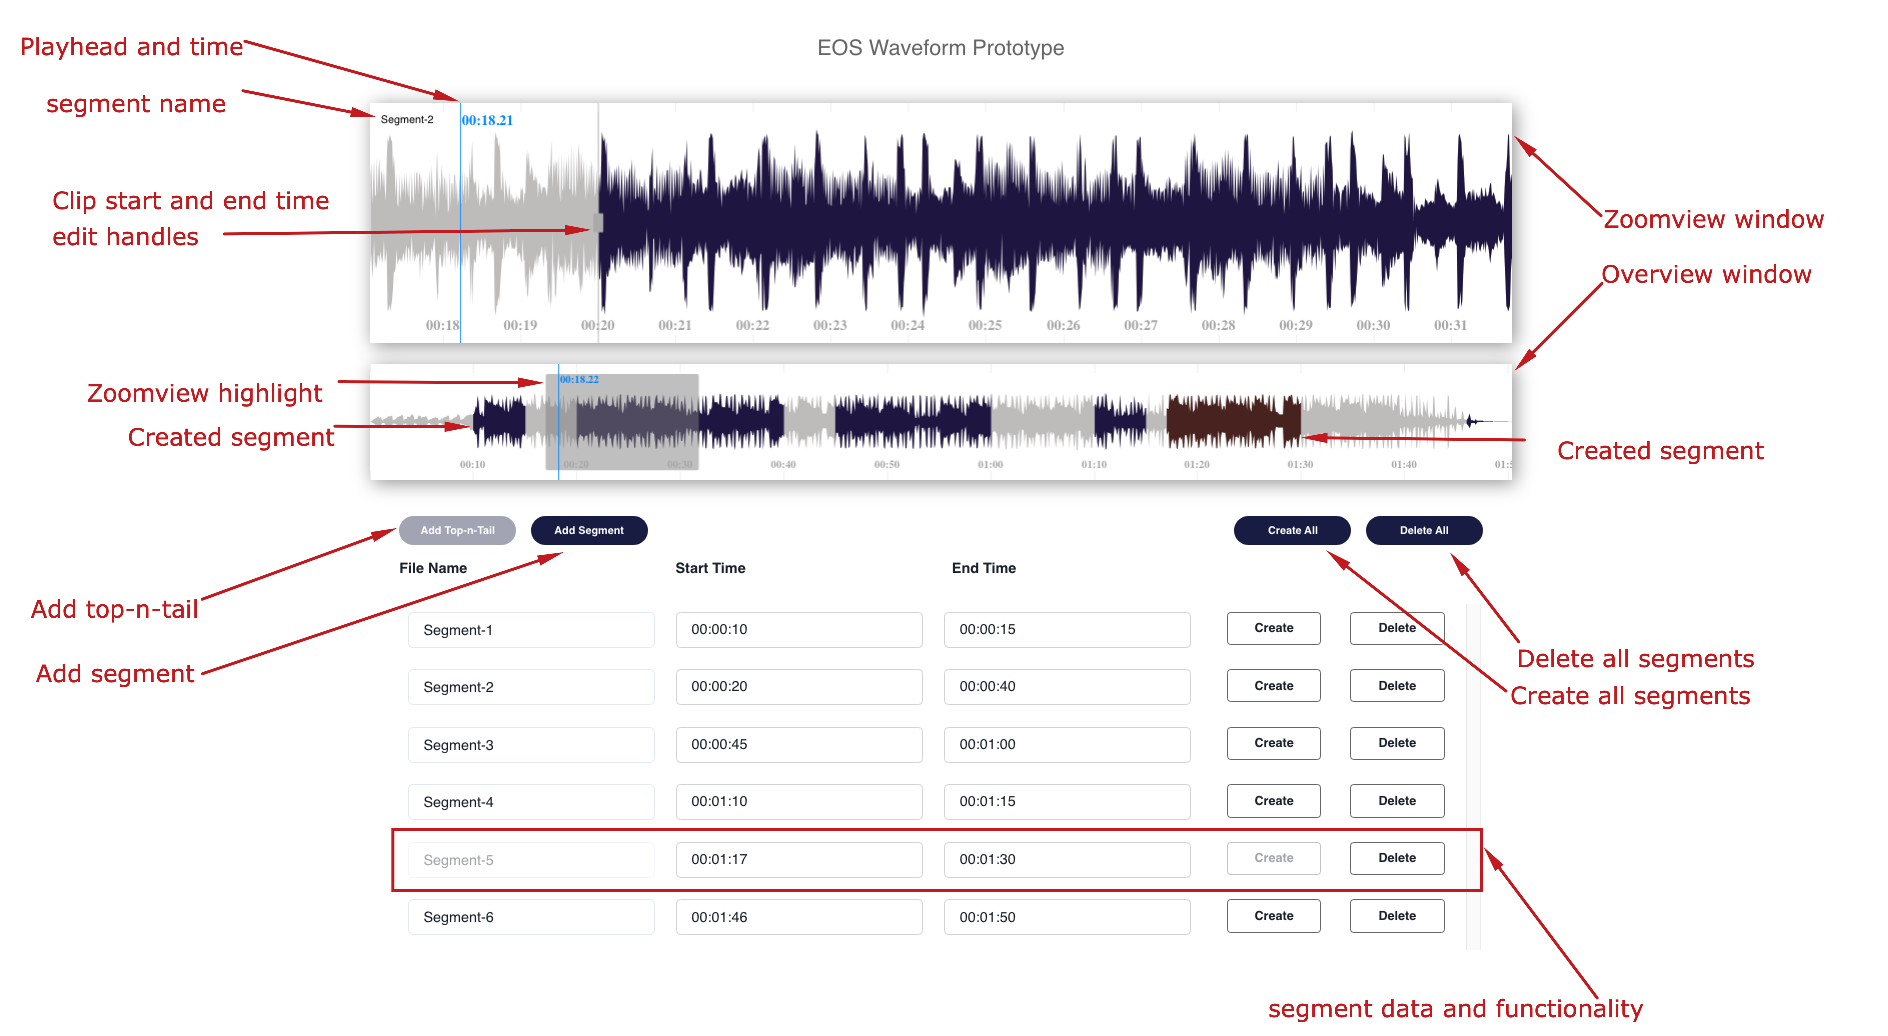 EOS Waveform Prototype
Playhead and time
segment name
Segment-2
00:18.21
Clip start and end time
edit handles
Zoomview window
Overview window
00:18 00:19 00:20 00:21 00:22 00:23 00:24 00:25 00:26 00:27 00:28 00:29 00:30 00:31
00:18.22
Zoomview highlight
Created segment
Created segment
00:10 00:20 00:30 00:40 00:50 01:00 01:10 01:20 01:30 01:40
Add Top-n-Tail
Add Segment
Create All
Delete All
File Name Start Time End Time
Add top-n-tail
Add segment
Segment-1 00:00:10 00:00:15 Create Delete
Segment-2 00:00:20 00:00:40 Create Delete
Delete all segments
Create all segments
Segment-3 00:00:45 00:01:00 Create Delete
Segment-4 00:01:10 00:01:15 Create Delete
Segment-5 00:01:17 00:01:30 Create Delete
Segment-6 00:01:46 00:01:50 Create Delete
segment data and functionality